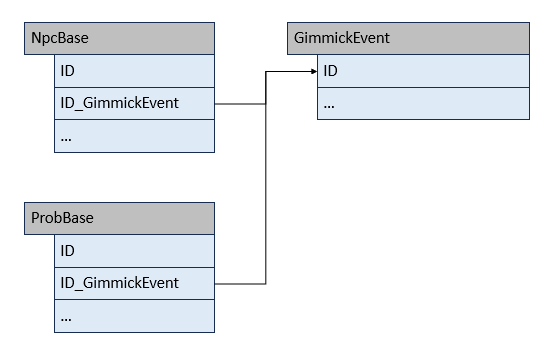 NpcBase
ID
ID_GimmickEvent
...
GimmickEvent
ID
...
ProbBase
ID
ID_GimmickEvent
...